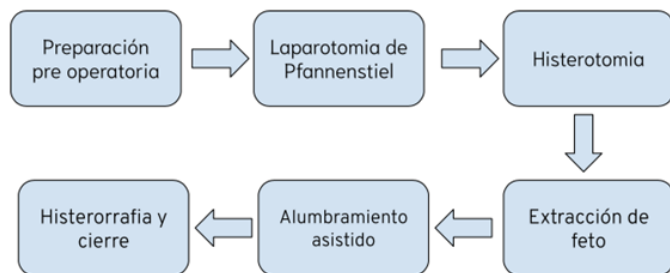 Preparación
pre operatoria
Laparotomia de
Pfannenstiel
Histerotomia
Extracción de
feto
Alumbramiento
asistido
Histerorrafia y
cierre